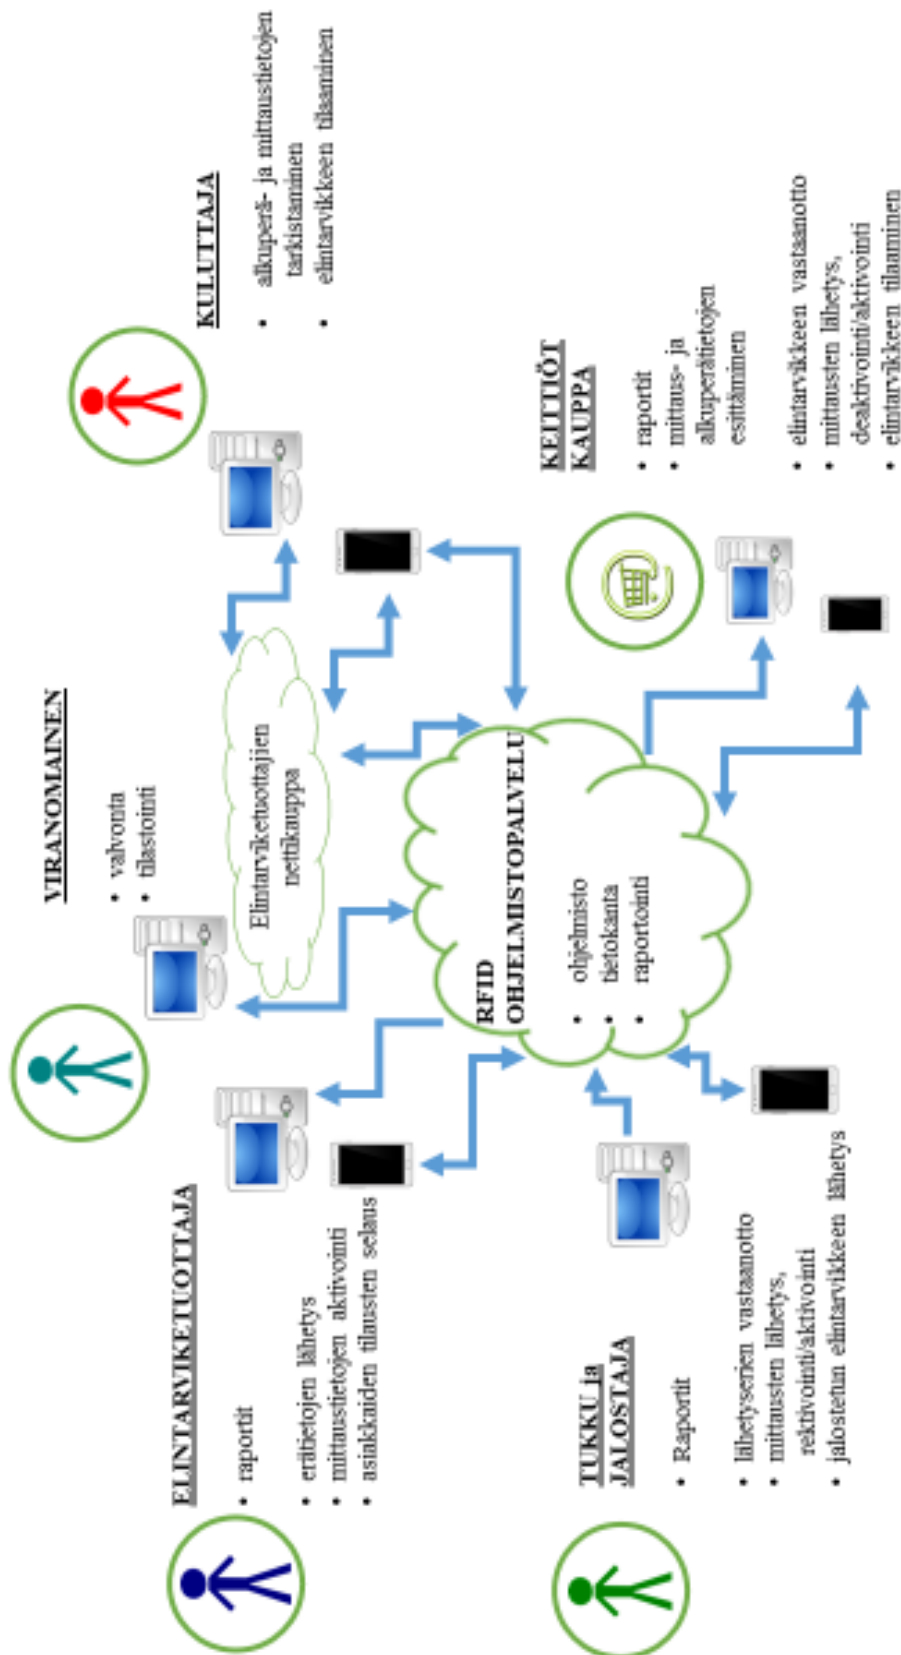 ELINTARVIKETUOTTAJA
• raportit
• erätietojen lähetys
• mittaustietojen aktivointi
• asiakkaiden tilausten selaus
VIRANOMAINEN
• valvonta
• tilastointi
KULUTTAJA
• alkuperä- ja mittaustietojen
tarkistaminen
• elintarvikkeen tilaaminen
Elintarviketuottajien
nettikauppa
RFID
OHJELMISTOPALVELU
• ohjelmisto
• tietokanta
• raportointi
TUKKU ja
JALOSTAJA
• Raportit
• lähetyserien vastaanotto
• mittausten lähetys,
rektivointi/aktivointi
• jalostetun elintarvikkeen lähetys
KEITTIÖT
KAUPPA
• raportit
• mittaus- ja
alkuperätietojen
esittäminen
• elintarvikkeen vastaanotto
• mittausten lähetys,
deaktivointi/aktivointi
• elintarvikkeen tilaaminen